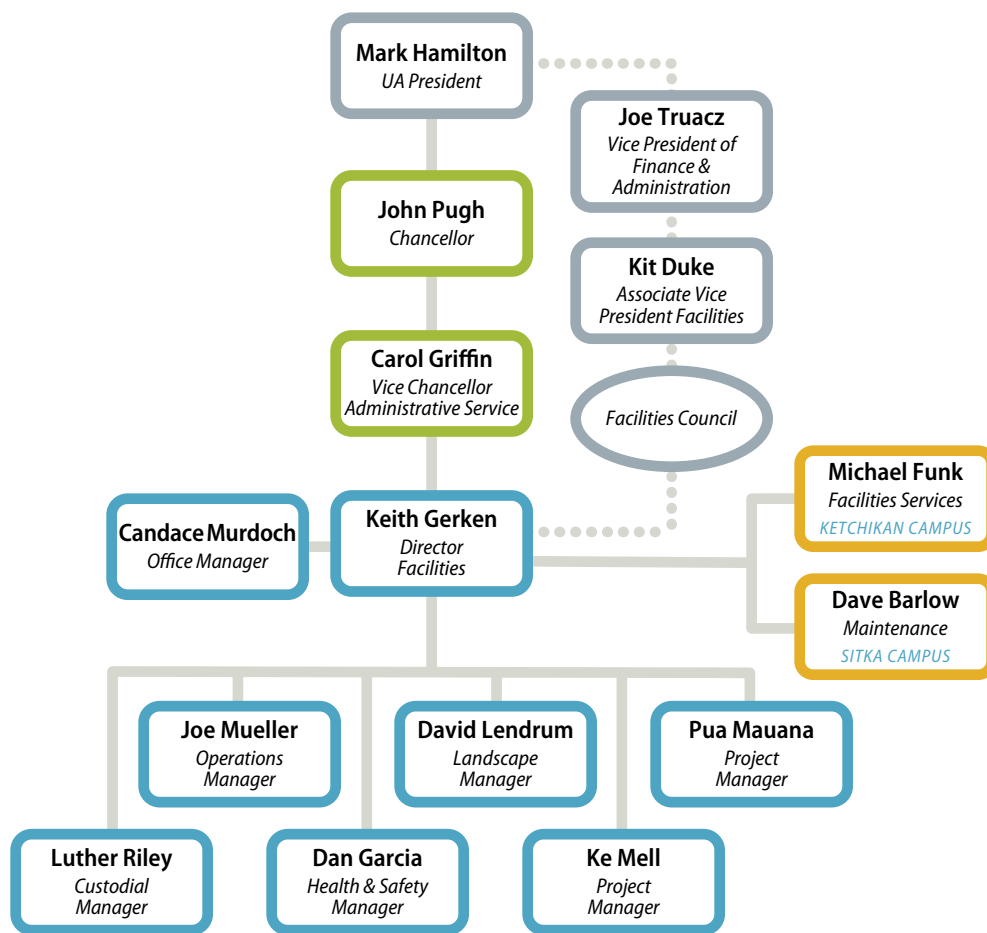 Mark Hamilton
UA President
Joe Truacz
Vice President of
Finance &
Administration
John Pugh
Chancellor
Kit Duke
Associate Vice
President Facilities
Carol Griffin
Vice Chancellor
Administrative Service
Facilities Council
Michael Funk
Facilities Services
KETCHIKAN CAMPUS
Candace Murdoch
Office Manager
Keith Gerken
Director
Facilities
Dave Barlow
Maintenance
SITKA CAMPUS
Joe Mueller
Operations
Manager
David Lendrum
Landscape
Manager
Pua Mauana
Project
Manager
Luther Riley
Custodial
Manager
Dan Garcia
Health & Safety
Manager
Ke Mell
Project
Manager